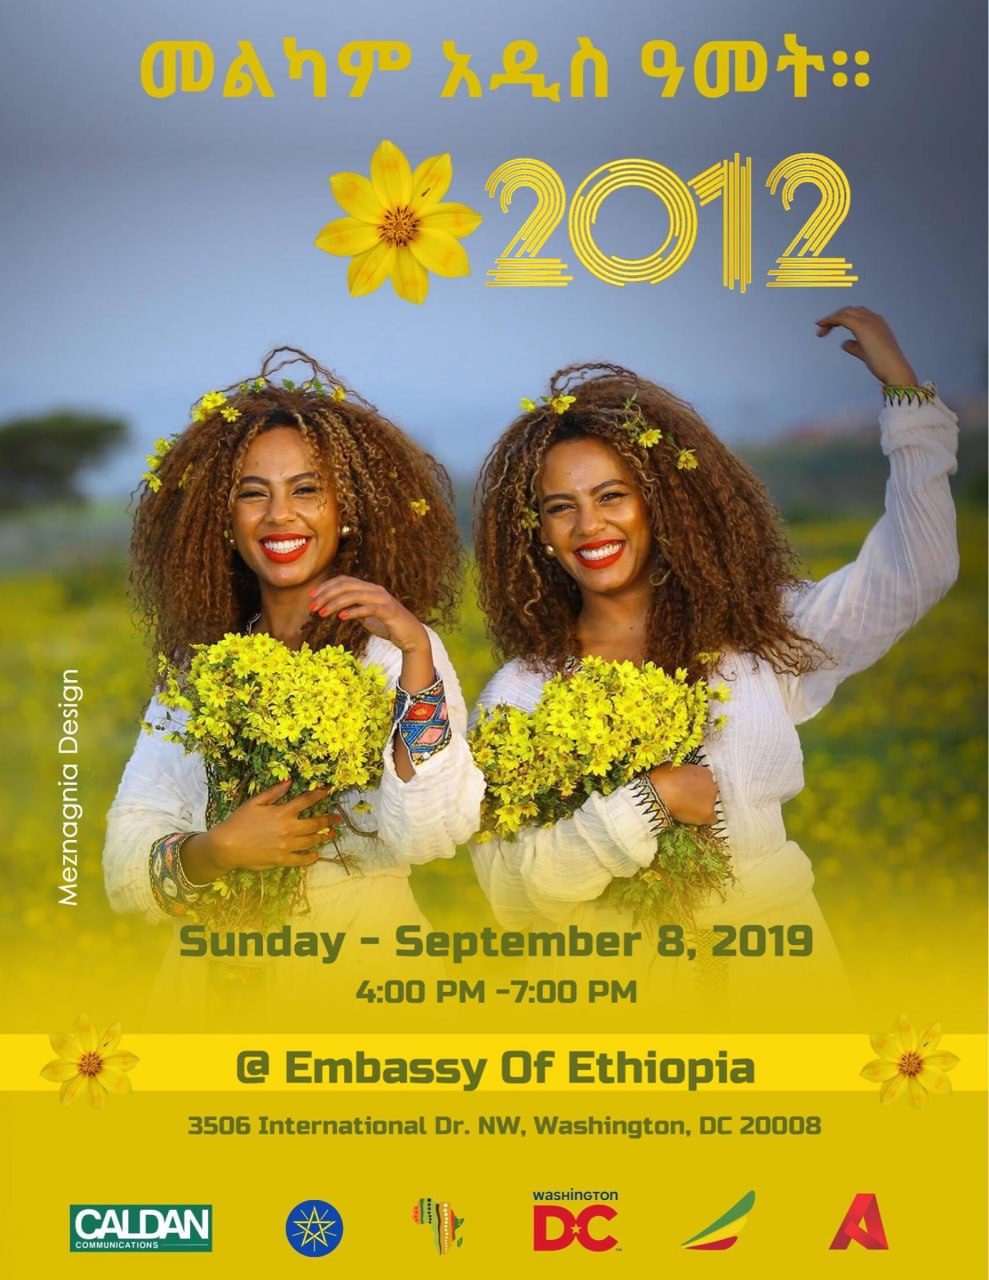 መልካም አዲስ ዓመት።
2012
Meznagnia Design
Sunday - September 8, 2019
4:00 PM -7:00 PM
@ Embassy Of Ethiopia
3506 International Dr. NW, Washington, DC 20008
CALDAN
COMMUNICATIONS
WASHINGTON
DC